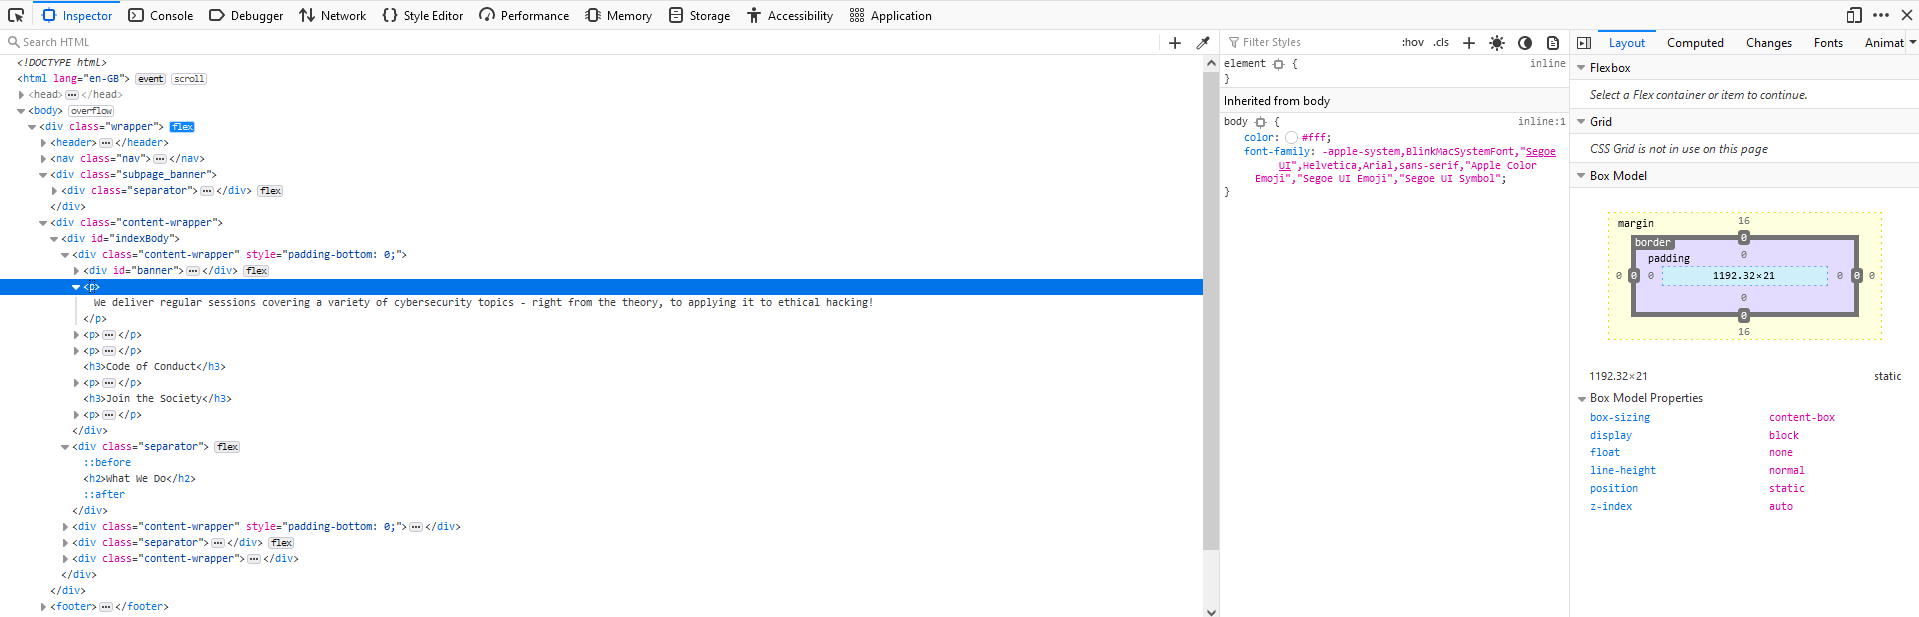 Inspector Console Debugger Network Style Editor Performance Memory Storage Accessibility Application
Search HTML
<!DOCTYPE html>
<html lang="en-GB"> event scroll
<head> ··· </head>
<body> overflow
<div class="wrapper"> flex
<header> ··· </header>
<nav class="nav"> ··· </nav>
<div class="subpage_banner">
<div class="separator"> ··· </div> flex
</div>
<div class="content-wrapper">
<div id="indexBody">
<div class="content-wrapper" style="padding-bottom: 0;">
<div id="banner"> ··· </div> flex
<p>
We deliver regular sessions covering a variety of cybersecurity topics - right from the theory, to applying it to ethical hacking!
</p>
<p> ··· </p>
<p> ··· </p>
<h3>Code of Conduct</h3>
<p> ··· </p>
<h3>Join the Society</h3>
<p> ··· </p>
</div>
<div class="separator"> flex
::before
<h2>What We Do</h2>
::after
</div>
<div class="content-wrapper" style="padding-bottom: 0;"> ··· </div>
<div class="separator"> ··· </div> flex
<div class="content-wrapper"> ··· </div>
</div>
</div>
<footer> ··· </footer>
Filter Styles :hov .cls
element { inline
}
Inherited from body
body { inline:1
color: #fff;
font-family: -apple-system,BlinkMacSystemFont,"Segoe
UI",Helvetica,Arial,sans-serif,"Apple Color
Emoji","Segoe UI Emoji","Segoe UI Symbol";
}
Layout Computed Changes Fonts Animat
Flexbox
Select a Flex container or item to continue.
Grid
CSS Grid is not in use on this page
Box Model
margin 16
border 0
padding 0
0 0 0 1192.32×21 0 0 0
0
0
16
1192.32×21 static
Box Model Properties
box-sizing content-box
display block
float none
line-height normal
position static
z-index auto